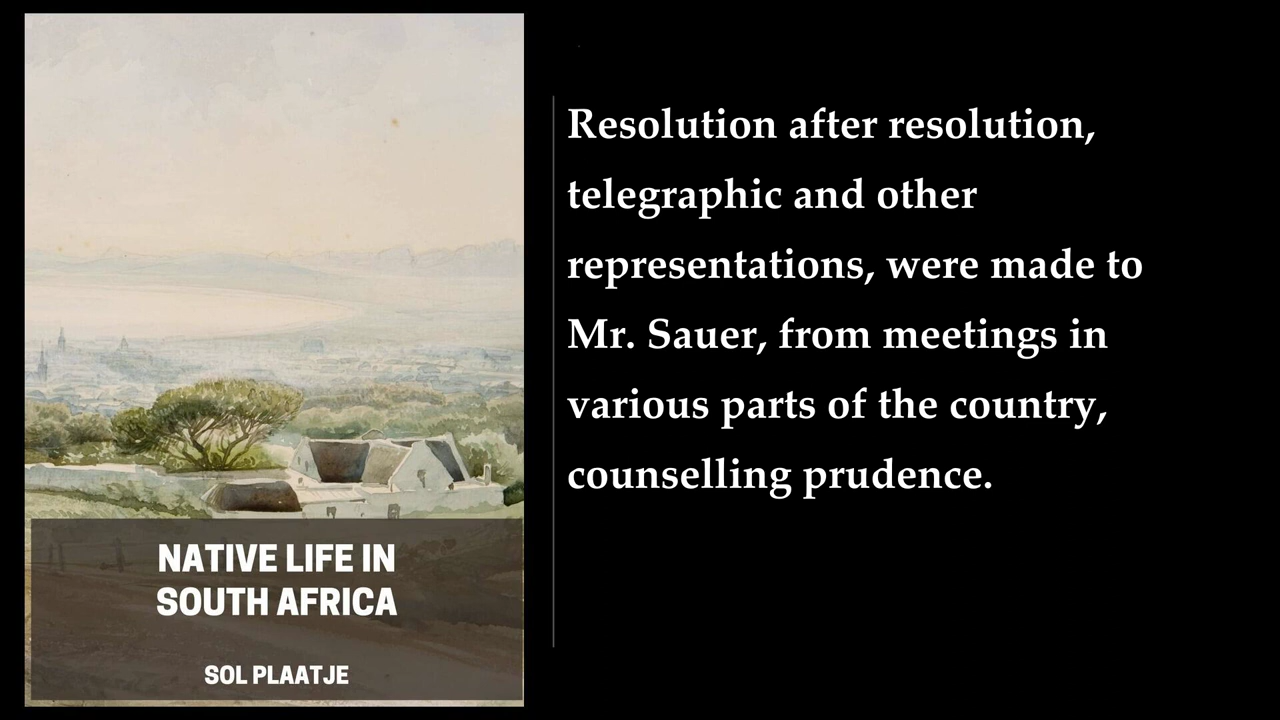 NATIVE LIFE IN
SOUTH AFRICA
SOL PLAATJE
Resolution after resolution,
telegraphic and other
representations, were made to
Mr. Sauer, from meetings in
various parts of the country,
counselling prudence.